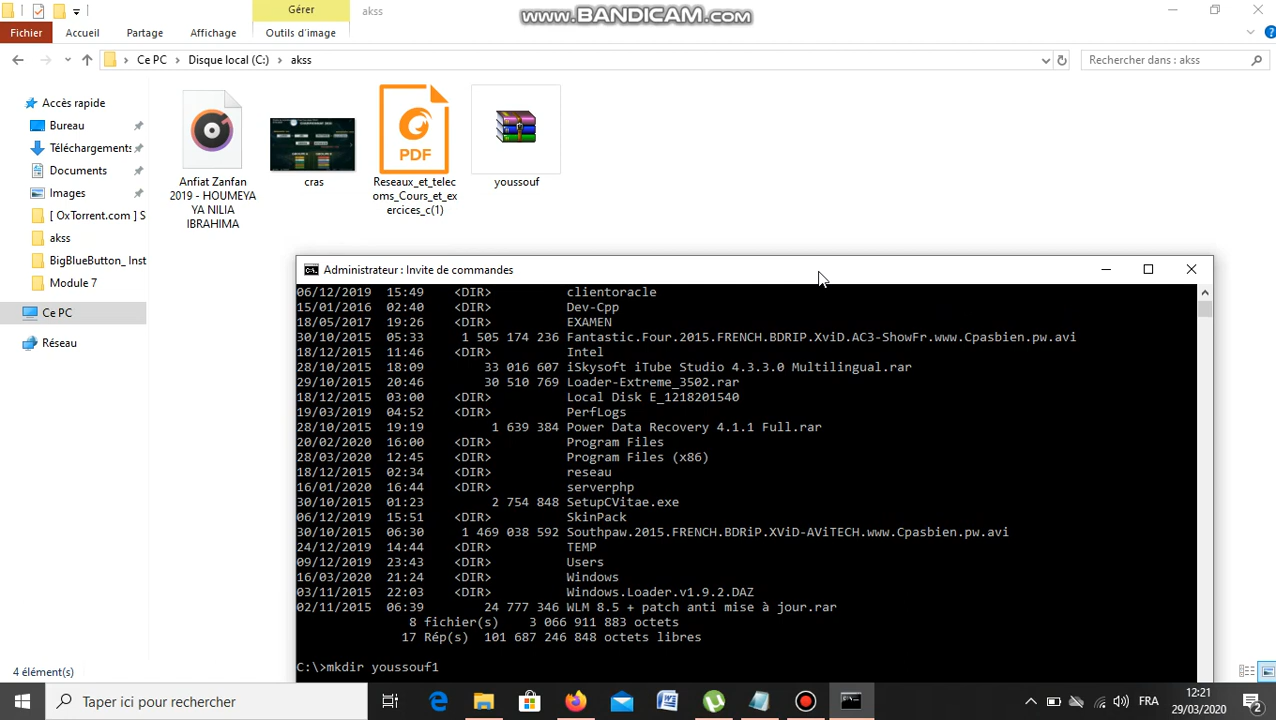 Gérer
akss
www.BANDICAM.com
Fichier
Accueil
Partage
Affichage
Outils d'image
Ce PC
Disque local (C:)
akss
Rechercher dans : akss
Accès rapide
Bureau
Téléchargements
Documents
Images
[ OxTorrent.com ] S
akss
BigBlueButton_ Inst
Module 7
Ce PC
Réseau
PDF
Anfiat Zanfan
2019 - HOUMEYA
YA NILIA
IBRAHIMA
cras
Reseaux_et_telec
oms_Cours_et_ex
ercices_c(1)
youssouf
Administrateur : Invite de commandes
06/12/2019 15:49 <DIR> clientoracle
15/01/2016 02:40 <DIR> Dev-Cpp
18/05/2017 19:26 <DIR> EXAMEN
30/10/2015 05:33 1 505 174 236 Fantastic.Four.2015.FRENCH.BDRIP.XviD.AC3-ShowFr.www.Cpasbien.pw.avi
18/12/2015 11:46 <DIR> Intel
28/10/2015 18:09 33 016 607 iSkysoft iTube Studio 4.3.3.0 Multilingual.rar
29/10/2015 20:46 30 510 769 Loader-Extreme_3502.rar
18/12/2015 03:00 <DIR> Local Disk E_1218201540
19/03/2019 04:52 <DIR> PerfLogs
28/10/2015 19:19 1 639 384 Power Data Recovery 4.1.1 Full.rar
20/02/2020 16:00 <DIR> Program Files
28/03/2020 12:45 <DIR> Program Files (x86)
18/12/2015 02:34 <DIR> reseau
16/01/2020 16:44 <DIR> serverphp
30/10/2015 01:23 2 754 848 SetupCVitae.exe
06/12/2019 15:51 <DIR> SkinPack
30/10/2015 06:30 1 469 038 592 Southpaw.2015.FRENCH.BDRiP.XViD-AViTECH.www.Cpasbien.pw.avi
24/12/2019 14:44 <DIR> TEMP
09/12/2019 23:43 <DIR> Users
16/03/2020 21:24 <DIR> Windows
03/11/2015 22:03 <DIR> Windows.Loader.v1.9.2.DAZ
02/11/2015 06:39 24 777 346 WLM 8.5 + patch anti mise à jour.rar
8 fichier(s) 3 066 911 883 octets
17 Rép(s) 101 687 246 848 octets libres
C:\>mkdir youssouf1
4 élément(s)
Taper ici pour rechercher
FRA
12:21
29/03/2020
2